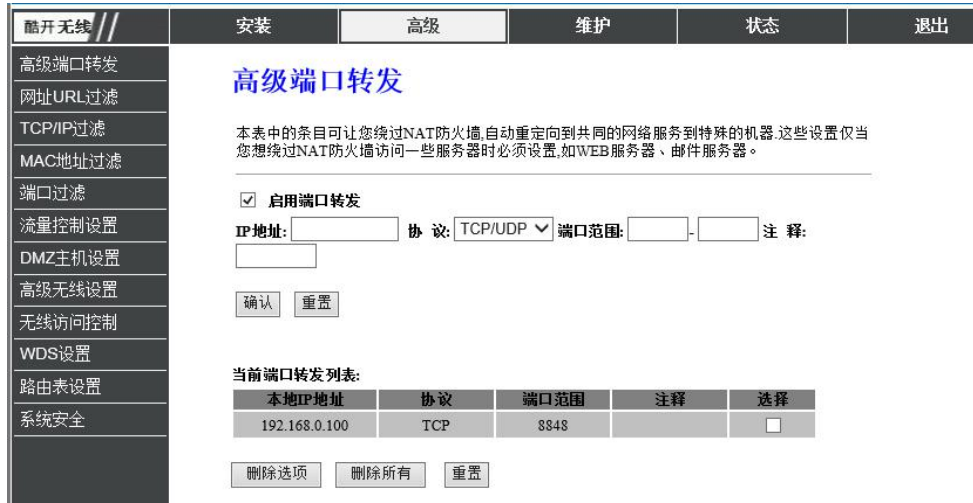 酷开无线//
安装 高级 维护 状态 退出
高级端口转发
网址URL过滤
TCP/IP过滤
MAC地址过滤
端口过滤
流量控制设置
DMZ主机设置
高级无线设置
无线访问控制
WDS设置
路由表设置
系统安全
高级端口转发
本表中的条目可让您绕过NAT防火墙,自动重定向到共同的网络服务到特殊的机器.这些设置仅当
您想绕过NAT防火墙访问一些服务器时必须设置,如WEB服务器、邮件服务器。
启用端口转发
IP地址: 协 议: TCP/UDP 端口范围: - 注 释:
确认 重置
当前端口转发列表:
本地IP地址 协议 端口范围 注释 选择
192.168.0.100 TCP 8848
删除选项 删除所有 重置